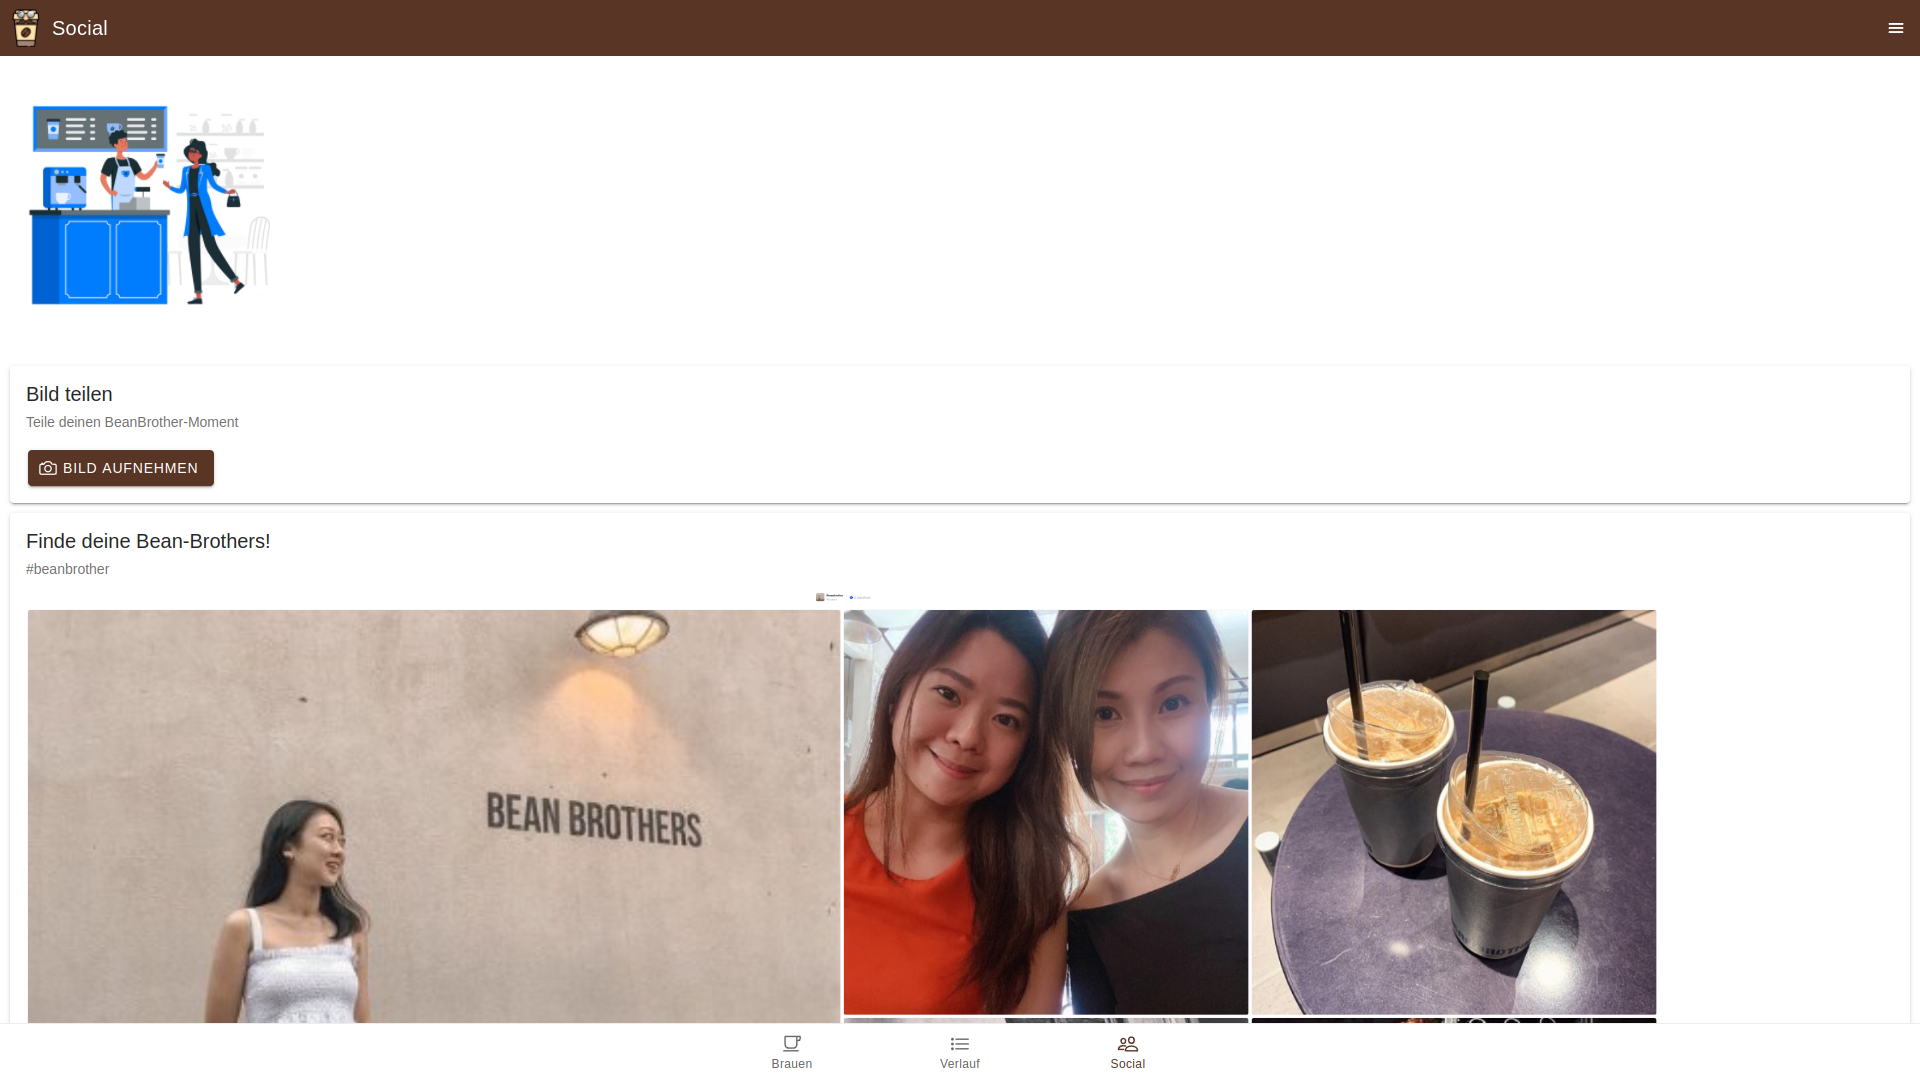 Social
Bild teilen
Teile deinen BeanBrother-Moment
BILD AUFNEHMEN
Finde deine Bean-Brothers!
#beanbrother
BEAN BROTHERS
Brauen
Verlauf
Social